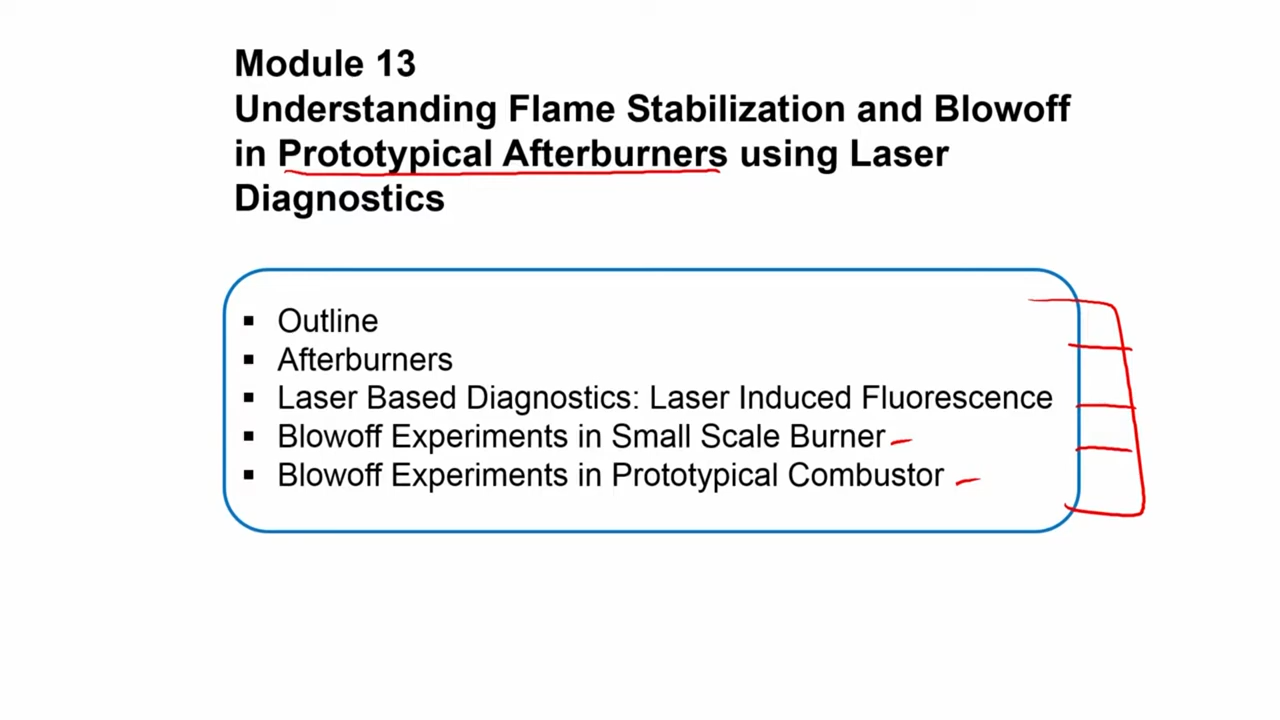 Module 13
Understanding Flame Stabilization and Blowoff
in Prototypical Afterburners using Laser
Diagnostics
▪ Outline
▪ Afterburners
▪ Laser Based Diagnostics: Laser Induced Fluorescence
▪ Blowoff Experiments in Small Scale Burner
▪ Blowoff Experiments in Prototypical Combustor